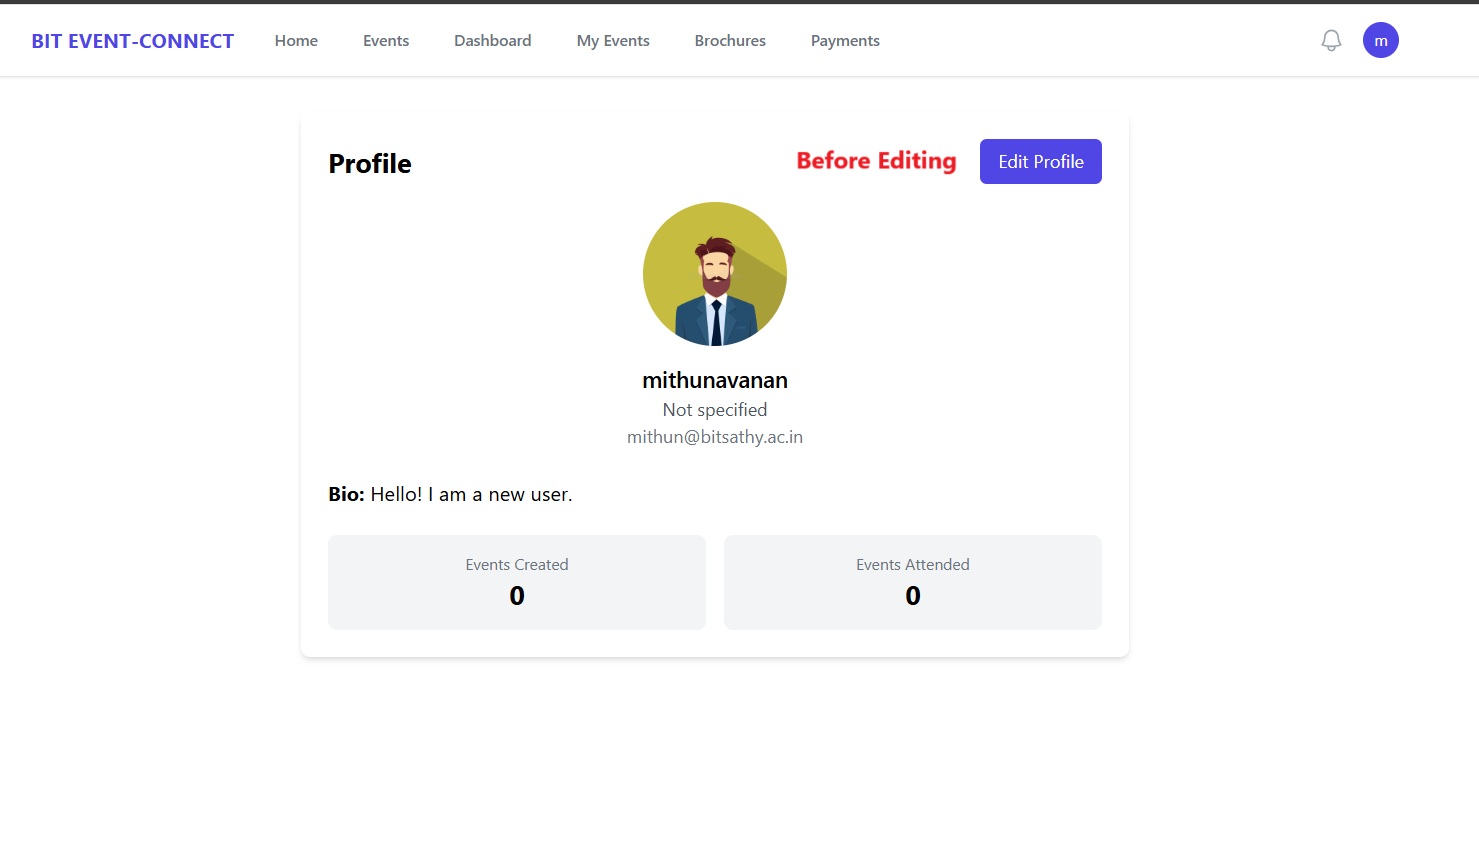 BIT EVENT-CONNECT Home Events Dashboard My Events Brochures Payments m
Profile Before Editing Edit Profile
mithunavanan
Not specified
mithun@bitsathy.ac.in
Bio: Hello! I am a new user.
Events Created Events Attended
0 0